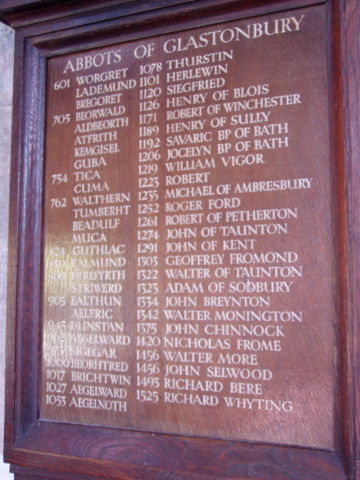 ABBOTS OF GLASTONBURY
601 WORGRET
LADEMUND
BREGORET
705 BEORWALD
ALDBEORTH
ATFRITH
KEMGISEL
GUBA
754 TICA
CUMA
762 WALTHERN
TUMBERHT
BEADULF
MUCA
824 GUTHLAC
EALMUND
HEREFYRTH
STIWERD
905 EALTHUN
AELFRIC
943 DUNSTAN
AEGELWARD
SIGEGAR
1000 BEORHTRED
1017 BRICHTWIN
1027 AEGELWARD
1053 AEGELNOTH
1078 THURSTIN
1101 HERLEWIN
1120 SIEGFRIED
1126 HENRY OF BLOIS
1171 ROBERT OF WINCHESTER
1189 HENRY OF SULLY
1192 SAVARIC BP OF BATH
1206 JOCELYN BP OF BATH
1219 WILLIAM VIGOR
1223 ROBERT
1235 MICHAEL OF AMBRESBURY
1252 ROGER FORD
1261 ROBERT OF PETHERTON
1274 JOHN OF TAUNTON
1291 JOHN OF KENT
1303 GEOFFREY FROMOND
1322 WALTER OF TAUNTON
1323 ADAM OF SODBURY
1334 JOHN BREYNTON
1342 WALTER MONINGTON
1375 JOHN CHINNOCK
1420 NICHOLAS FROME
1456 WALTER MORE
1456 JOHN SELWOOD
1493 RICHARD BERE
1525 RICHARD WHYTING